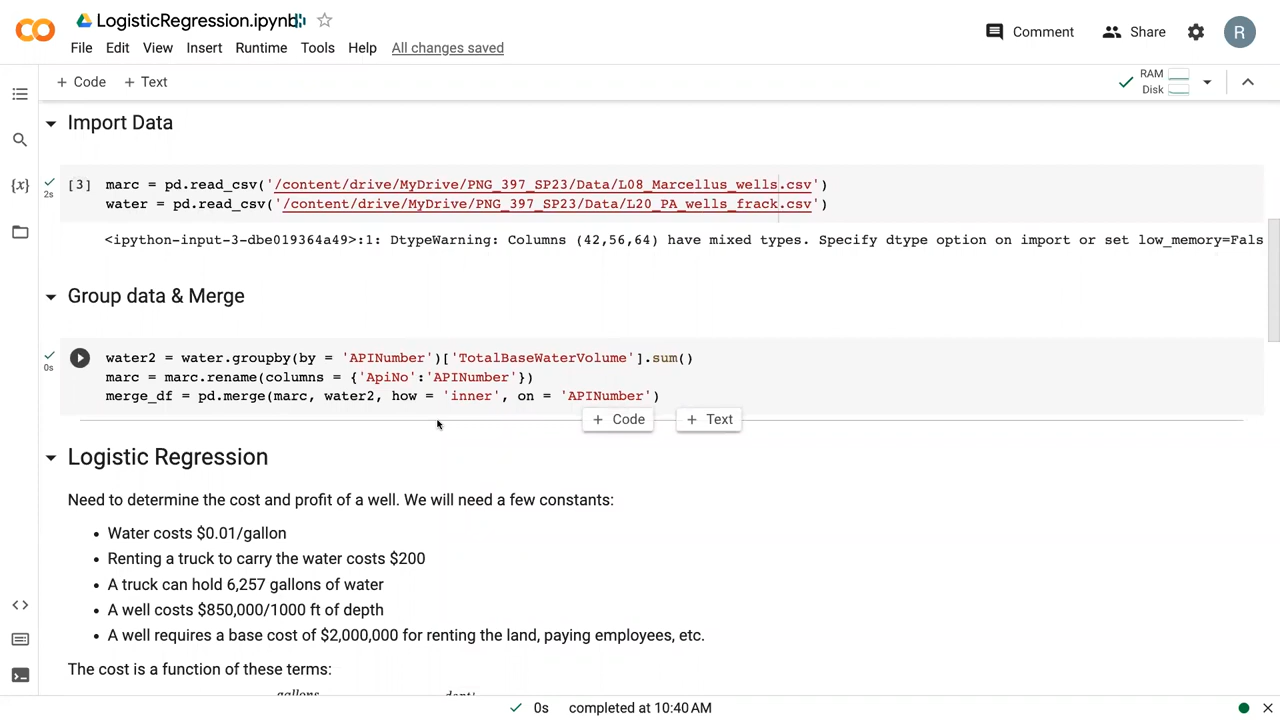 LogisticRegression.ipynb
File Edit View Insert Runtime Tools Help All changes saved
Comment Share R
+ Code + Text
RAM
Disk
Import Data
[3] marc = pd.read_csv('/content/drive/MyDrive/PNG_397_SP23/Data/L08_Marcellus_wells.csv')
2s water = pd.read_csv('/content/drive/MyDrive/PNG_397_SP23/Data/L20_PA_wells_frack.csv')
<ipython-input-3-dbe019364a49>:1: DtypeWarning: Columns (42,56,64) have mixed types. Specify dtype option on import or set low_memory=Fals
Group data & Merge
water2 = water.groupby(by = 'APINumber')['TotalBaseWaterVolume'].sum()
0s marc = marc.rename(columns = {'ApiNo':'APINumber'})
merge_df = pd.merge(marc, water2, how = 'inner', on = 'APINumber')
+ Code + Text
Logistic Regression
Need to determine the cost and profit of a well. We will need a few constants:
• Water costs $0.01/gallon
• Renting a truck to carry the water costs $200
• A truck can hold 6,257 gallons of water
• A well costs $850,000/1000 ft of depth
• A well requires a base cost of $2,000,000 for renting the land, paying employees, etc.
The cost is a function of these terms:
0s completed at 10:40 AM